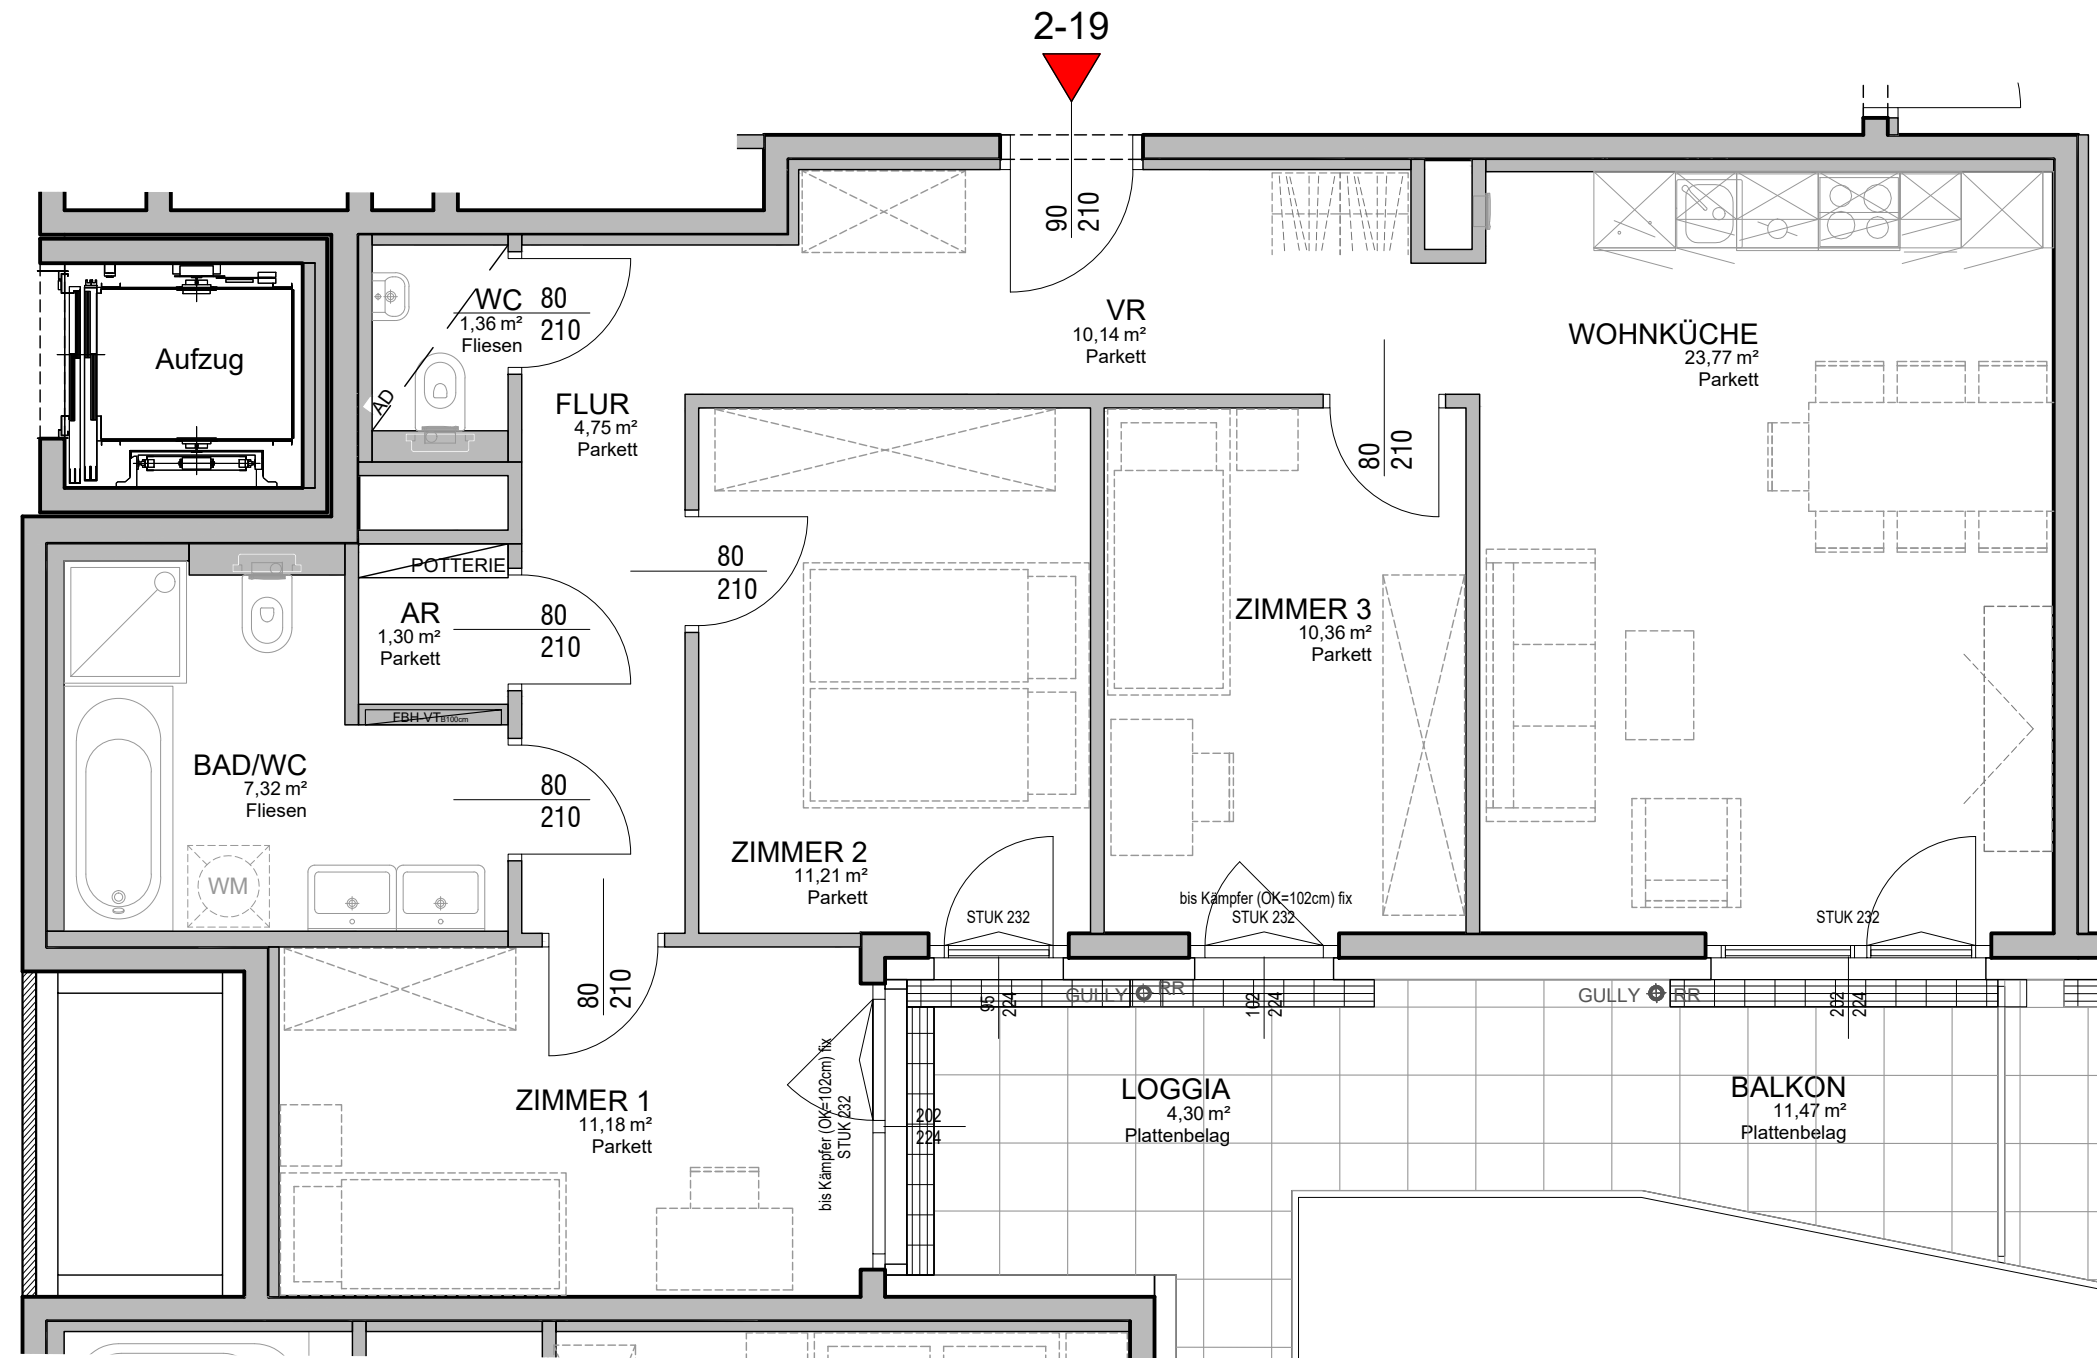 2-19
90
210
WC
1,36 m²
Fliesen
80
210
AD
Aufzug
VR
10,14 m²
Parkett
WOHNKÜCHE
23,77 m²
Parkett
FLUR
4,75 m²
Parkett
80
210
POTTERIE
80
210
AR
1,30 m²
Parkett
80
210
ZIMMER 3
10,36 m²
Parkett
FBH-VT B100cm
BAD/WC
7,32 m²
Fliesen
80
210
WM
ZIMMER 2
11,21 m²
Parkett
STUK 232
bis Kämpfer (OK=102cm) fix
STUK 232
STUK 232
80
210
GULLY RR
95
224
102
224
GULLY RR
202
224
ZIMMER 1
11,18 m²
Parkett
bis Kämpfer (OK=102cm) fix
STUK 232
202
224
LOGGIA
4,30 m²
Plattenbelag
BALKON
11,47 m²
Plattenbelag